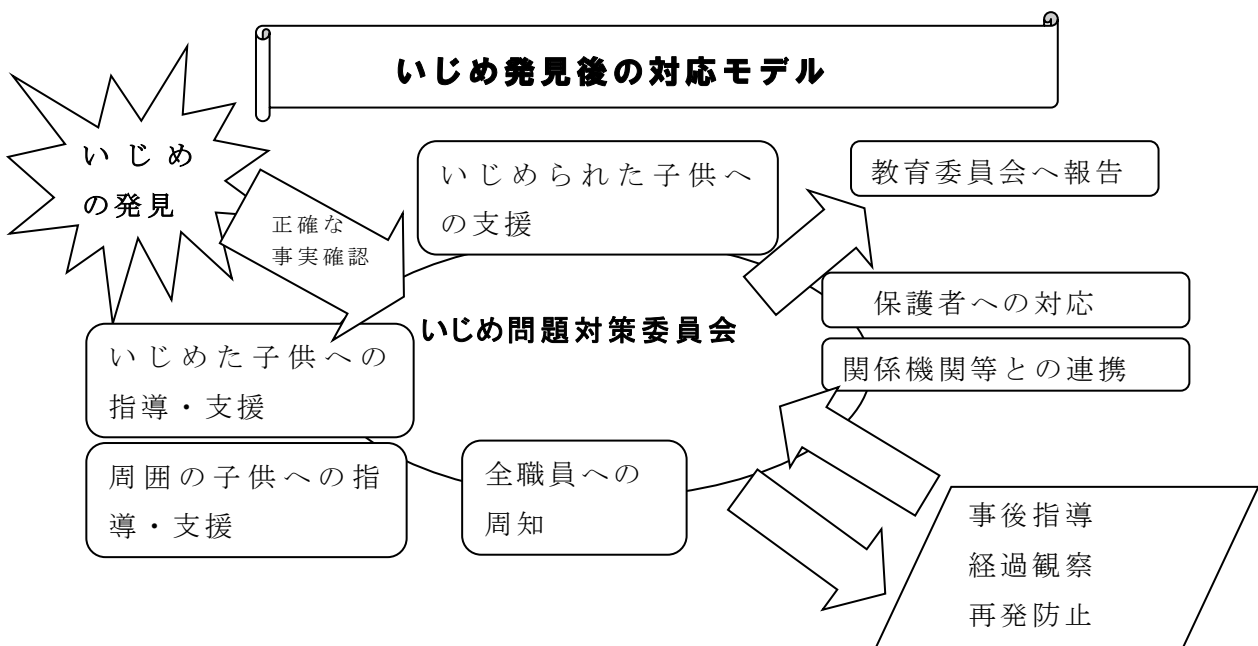 いじめ発見後の対応モデル
いじめ
の発見
正確な
事実確認
いじめられた子供へ
の支援
教育委員会へ報告
保護者への対応
いじめ問題対策委員会
関係機関等との連携
いじめた子供への
指導・支援
周囲の子供への指
導・支援
全職員への
周知
事後指導
経過観察
再発防止